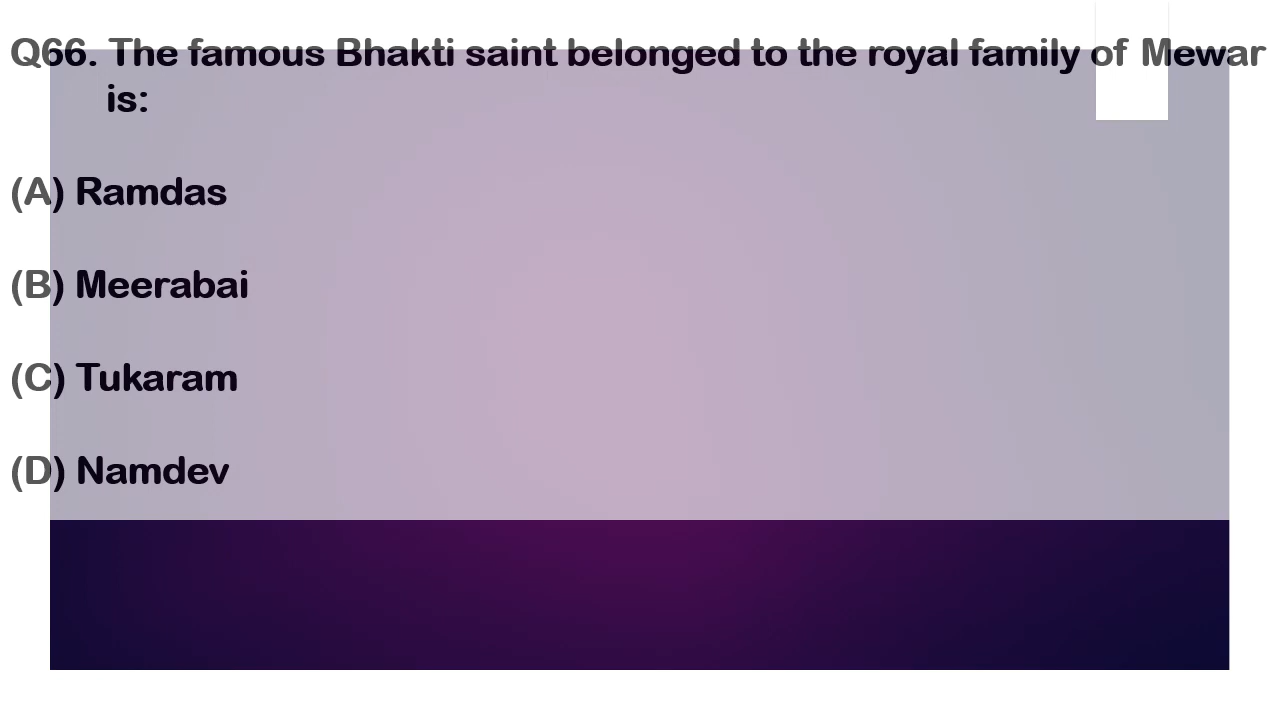 Q66. The famous Bhakti saint belonged to the royal family of Mewar
is:
(A) Ramdas
(B) Meerabai
(C) Tukaram
(D) Namdev